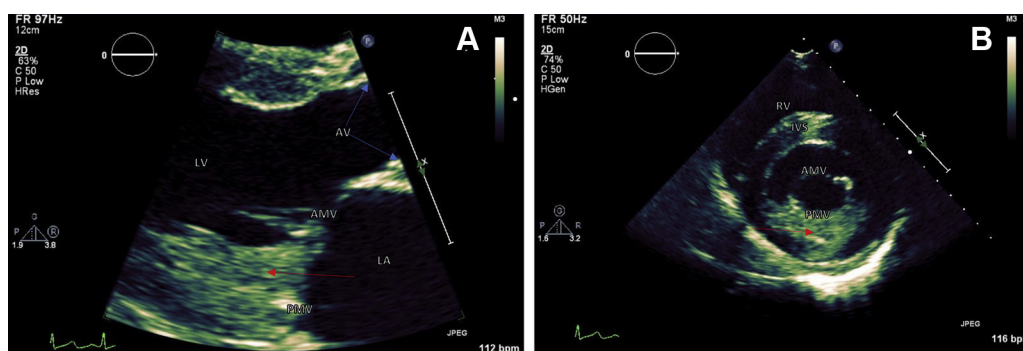 FR 97Hz
12cm
2D
63%
C 50
P Low
HRes
0
P
M3
A
AV
LV
AMV
LA
PMV
G
P R
1.9 3.8
JPEG
112 bpm
FR 50Hz
15cm
2D
74%
C 50
P Low
HGen
0
P
M3
B
RV
IVS
AMV
PMV
G
P R
1.6 3.2
JPEG
116 bp